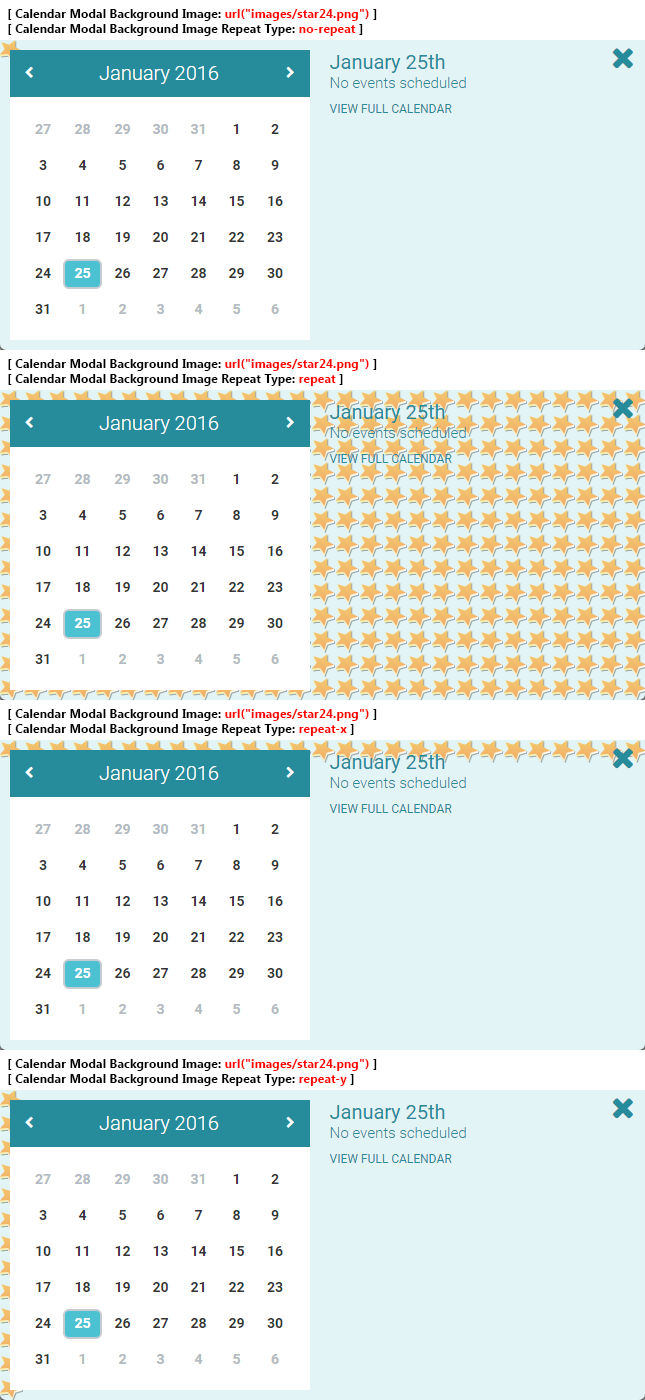 [ Calendar Modal Background Image: url("images/star24.png") ]
[ Calendar Modal Background Image Repeat Type: no-repeat ]
January 2016
27 28 29 30 31 1 2
3 4 5 6 7 8 9
10 11 12 13 14 15 16
17 18 19 20 21 22 23
24 25 26 27 28 29 30
31 1 2 3 4 5 6
January 25th
No events scheduled
VIEW FULL CALENDAR
[ Calendar Modal Background Image: url("images/star24.png") ]
[ Calendar Modal Background Image Repeat Type: repeat ]
January 2016
27 28 29 30 31 1 2
3 4 5 6 7 8 9
10 11 12 13 14 15 16
17 18 19 20 21 22 23
24 25 26 27 28 29 30
31 1 2 3 4 5 6
January 25th
No events scheduled
VIEW FULL CALENDAR
[ Calendar Modal Background Image: url("images/star24.png") ]
[ Calendar Modal Background Image Repeat Type: repeat-x ]
January 2016
27 28 29 30 31 1 2
3 4 5 6 7 8 9
10 11 12 13 14 15 16
17 18 19 20 21 22 23
24 25 26 27 28 29 30
31 1 2 3 4 5 6
January 25th
No events scheduled
VIEW FULL CALENDAR
[ Calendar Modal Background Image: url("images/star24.png") ]
[ Calendar Modal Background Image Repeat Type: repeat-y ]
January 2016
27 28 29 30 31 1 2
3 4 5 6 7 8 9
10 11 12 13 14 15 16
17 18 19 20 21 22 23
24 25 26 27 28 29 30
31 1 2 3 4 5 6
January 25th
No events scheduled
VIEW FULL CALENDAR